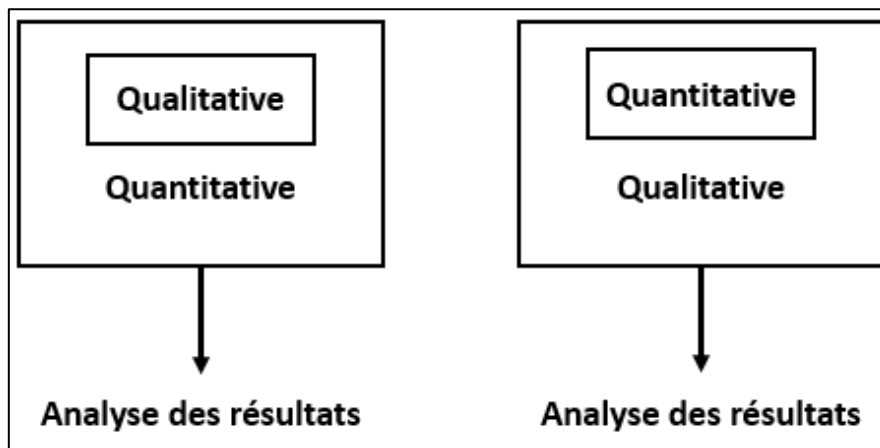 Qualitative
Quantitative
Analyse des résultats
Quantitative
Qualitative
Analyse des résultats